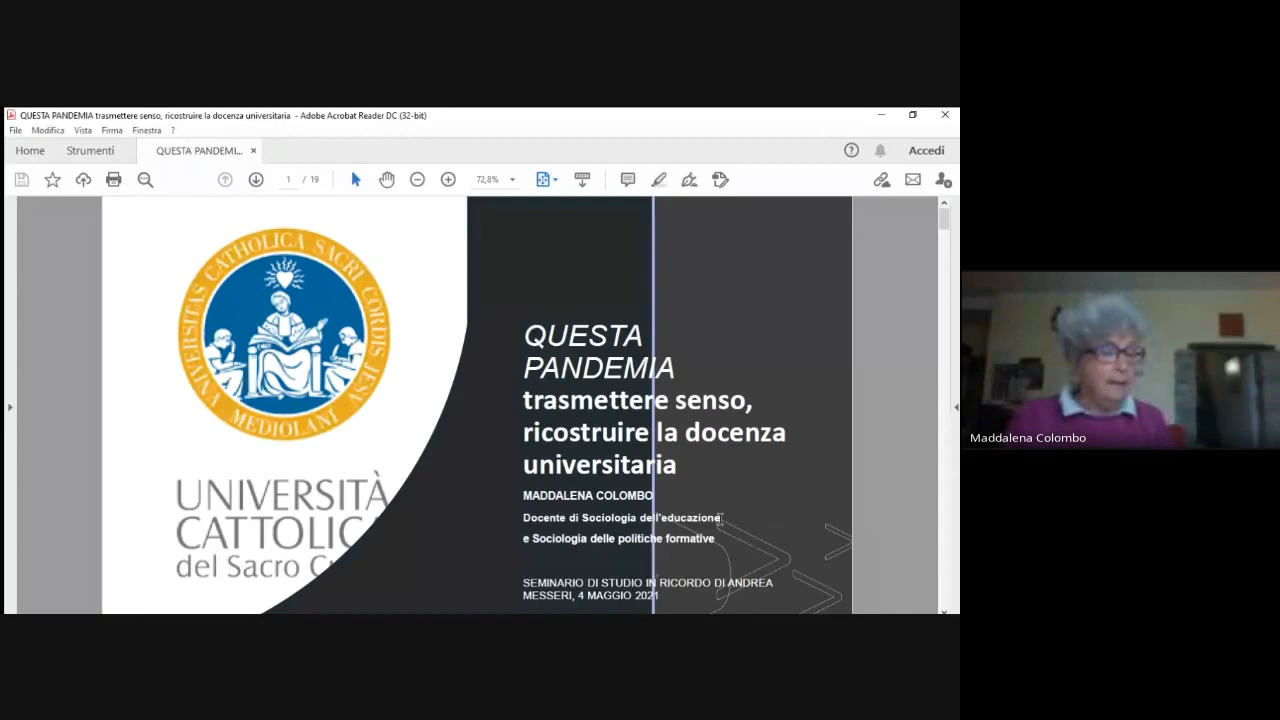 QUESTA PANDEMIA trasmettere senso, ricostruire la docenza universitaria - Adobe Acrobat Reader DC (32-bit)
File Modifica Vista Firma Finestra ?
Home Strumenti QUESTA PANDEMI... × Accedi
1 / 19 72,8%
UNIVERSITAS CATHOLICA SACRI CORDIS JESU
MEDIOLANI
UNIVERSITÀ
CATTOLIC
del Sacro C
QUESTA
PANDEMIA
trasmettere senso,
ricostruire la docenza
universitaria
MADDALENA COLOMBO
Docente di Sociologia dell'educazione
e Sociologia delle politiche formative
SEMINARIO DI STUDIO IN RICORDO DI ANDREA
MESSERI, 4 MAGGIO 2021
Maddalena Colombo